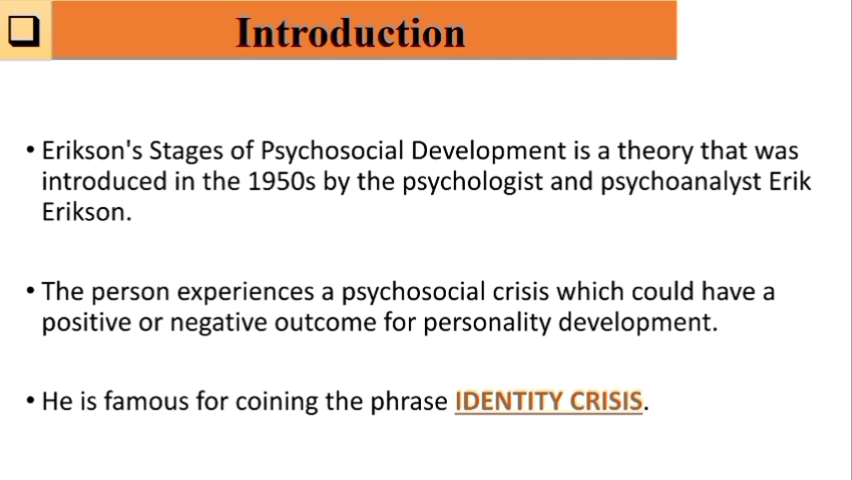 Introduction
• Erikson's Stages of Psychosocial Development is a theory that was
introduced in the 1950s by the psychologist and psychoanalyst Erik
Erikson.
• The person experiences a psychosocial crisis which could have a
positive or negative outcome for personality development.
• He is famous for coining the phrase IDENTITY CRISIS.